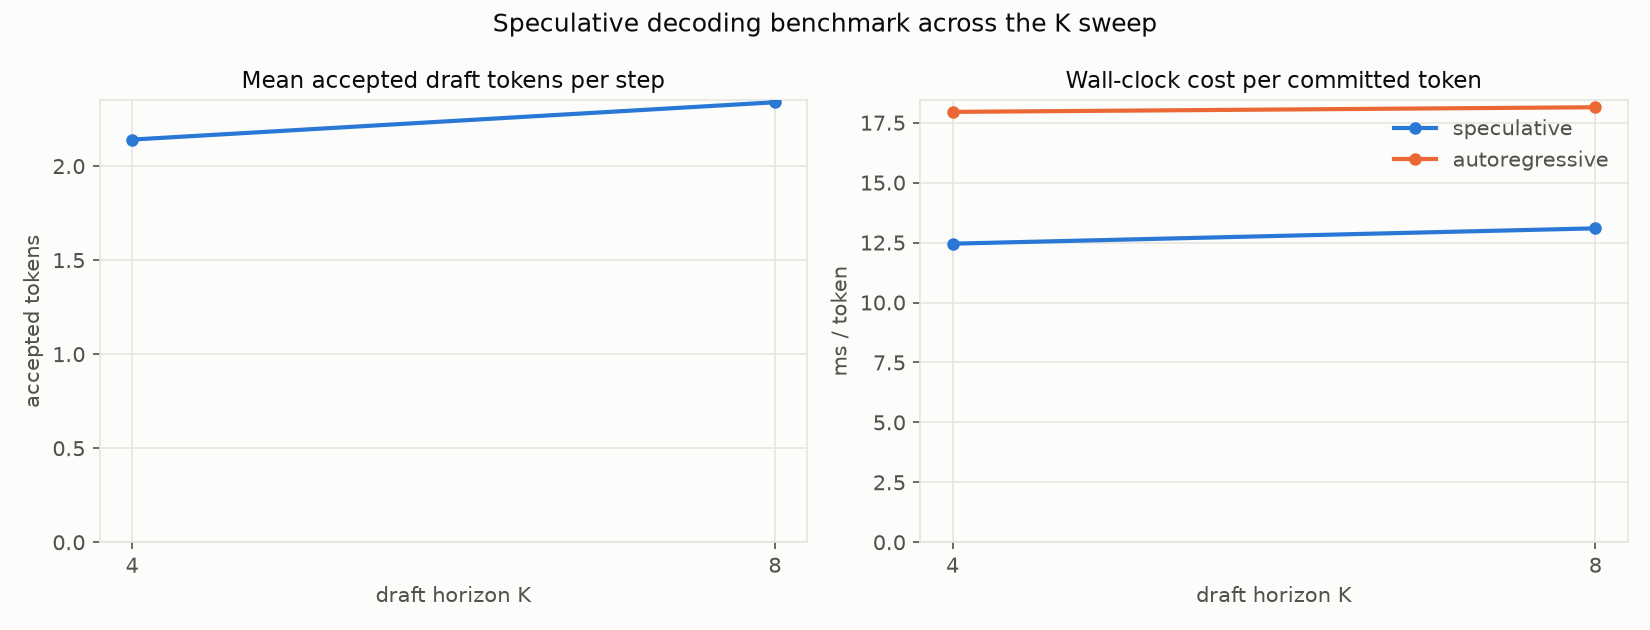 Speculative decoding benchmark across the K sweep
Mean accepted draft tokens per step
accepted tokens
2.0
1.5
1.0
0.5
0.0
4
8
draft horizon K
Wall-clock cost per committed token
ms / token
17.5
15.0
12.5
10.0
7.5
5.0
2.5
0.0
speculative
autoregressive
4
8
draft horizon K